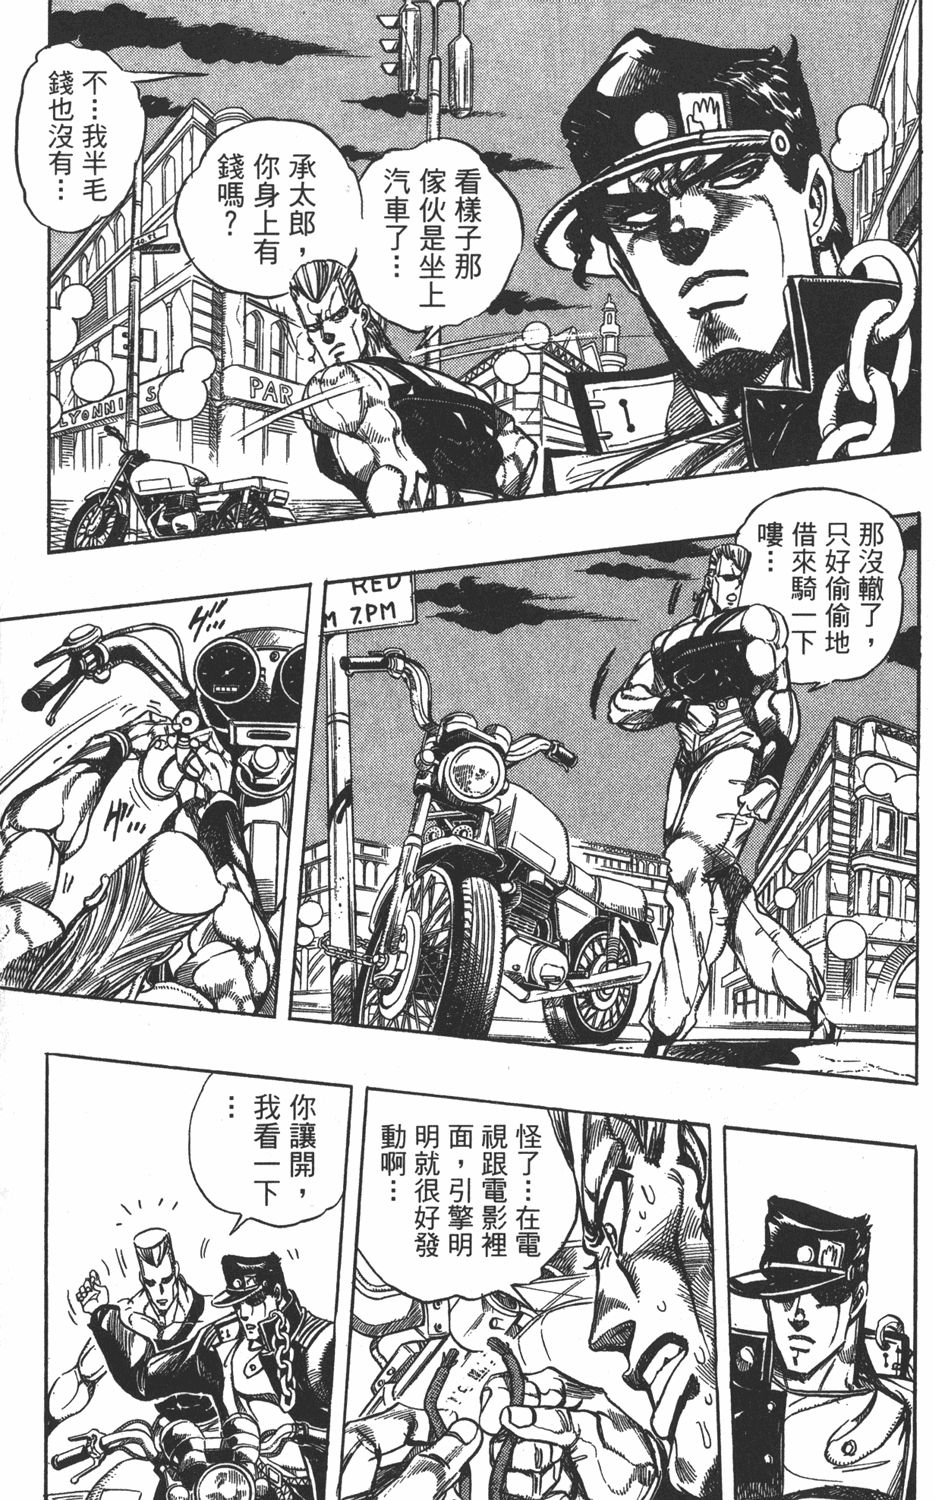 看樣子那
傢伙是坐上
汽車了…
承太郎，
你身上有
錢嗎？
不…我半毛
錢也沒有…
LYONNI S
PAR
那沒轍了，
只好偷偷地
借來騎一下
嘍…
RED
M 7.PM
怪了…在電
視跟電影裡
面，引擎明
明就很好發
動啊…
你讓開，
我看一下
…